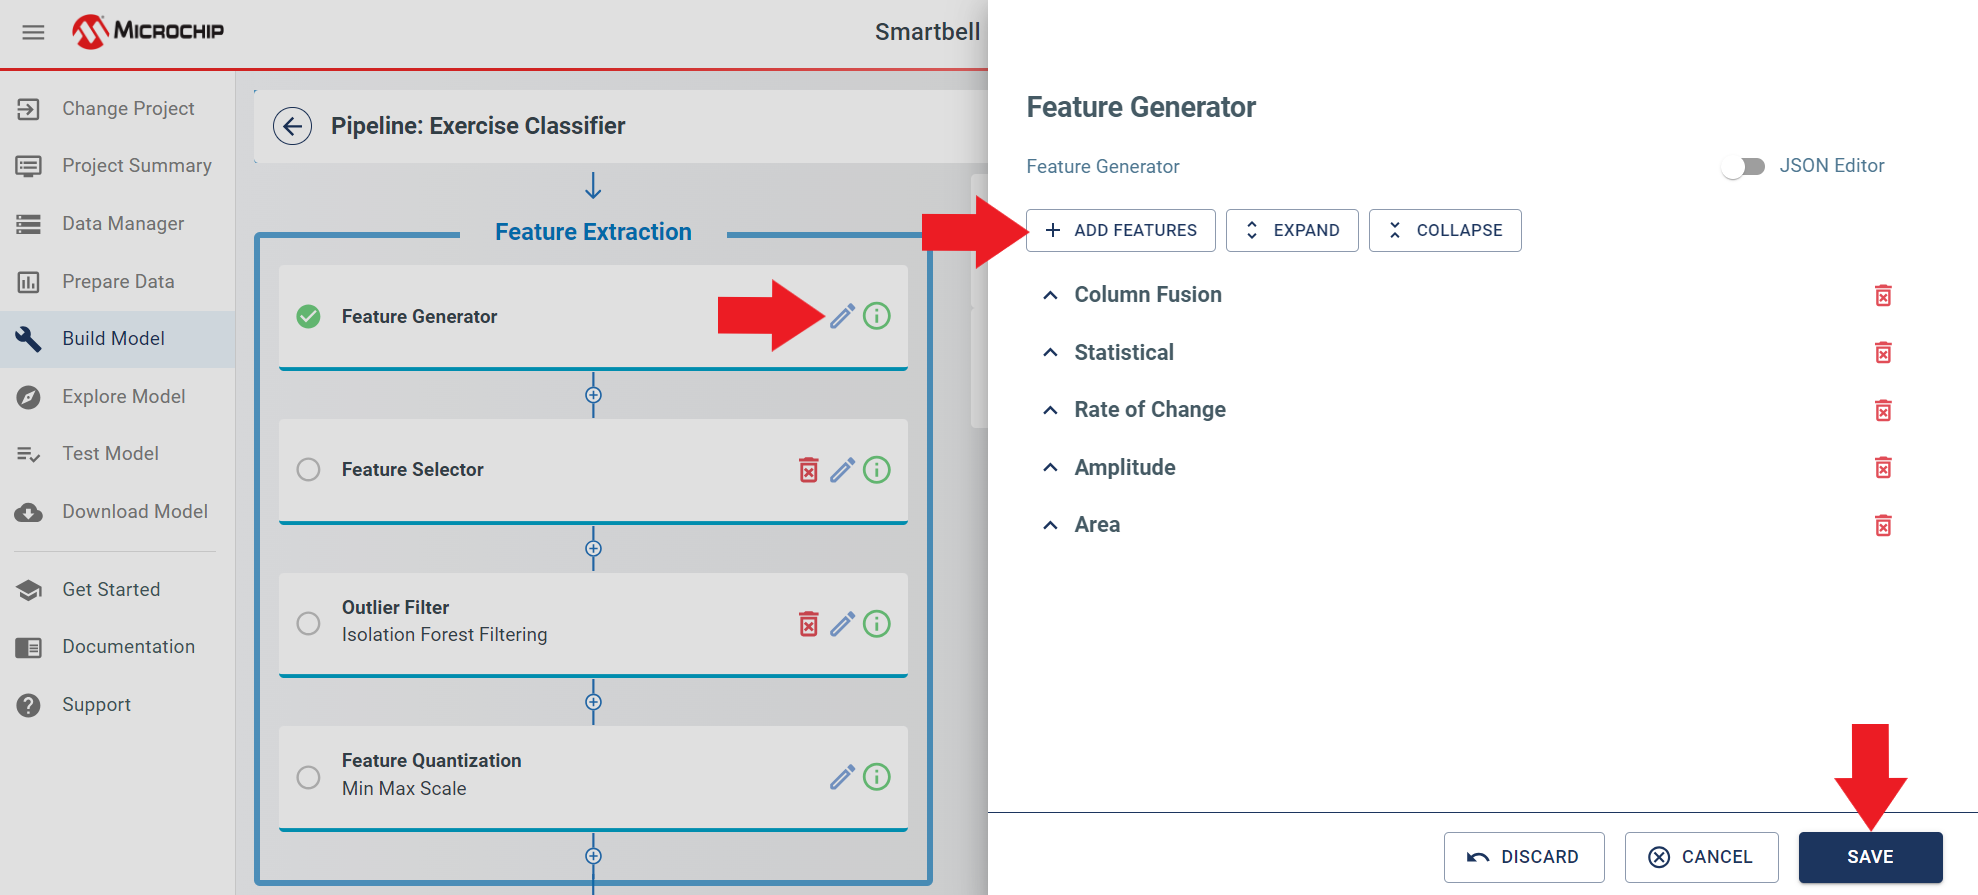 MICROCHIP
Smartbell
Change Project
Project Summary
Data Manager
Prepare Data
Build Model
Explore Model
Test Model
Download Model
Get Started
Documentation
Support
Pipeline: Exercise Classifier
Feature Extraction
Feature Generator
Feature Selector
Outlier Filter
Isolation Forest Filtering
Feature Quantization
Min Max Scale
Feature Generator
Feature Generator
JSON Editor
ADD FEATURES
EXPAND
COLLAPSE
Column Fusion
Statistical
Rate of Change
Amplitude
Area
DISCARD
CANCEL
SAVE